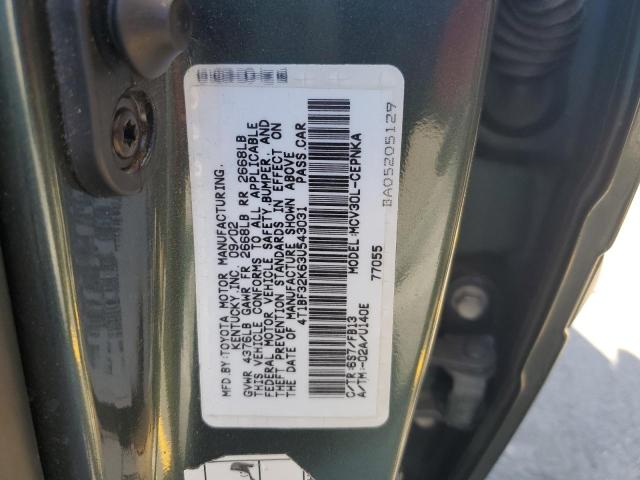 MFD.BY:TOYOTA MOTOR MANUFACTURING.
KENTUCKY,INC. 09/02
GVWR 4376LB GAWR FR 2668LB RR 2668LB
THIS VEHICLE CONFORMS TO ALL APPLICABLE
FEDERAL MOTOR VEHICLE SAFETY,BUMPER, AND
THEFT PREVENTION STANDARDS IN EFFECT ON
THE DATE OF MANUFACTURE SHOWN ABOVE
4T1BF32K63U543031 PASS.CAR
C/TR:6S7/FB13 MODEL:MCV30L-CEPNKA
A/TM:-02A/U140E 77055
BA05205129